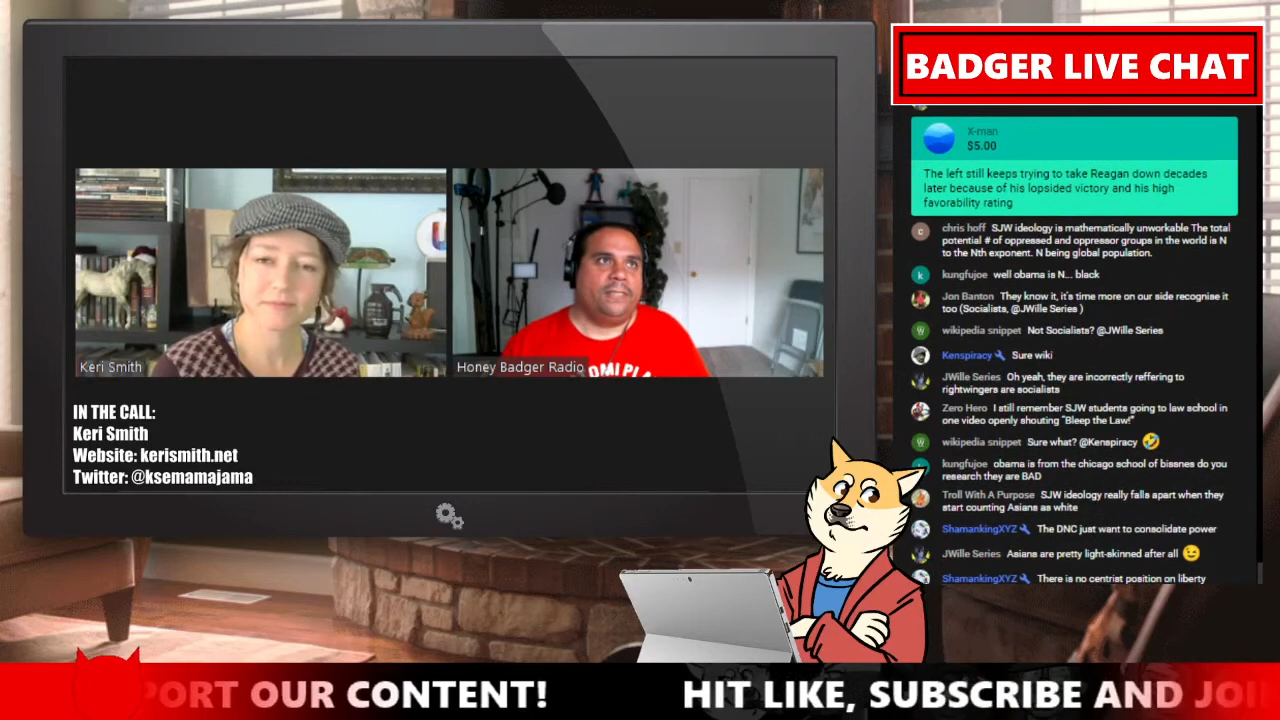 BADGER LIVE CHAT
X-man
$5.00
The left still keeps trying to take Reagan down decades
later because of his lopsided victory and his high
favorability rating
chris hoff SJW ideology is mathematically unworkable The total
potential # of oppressed and oppressor groups in the world is N
to the Nth exponent. N being global population.
kungfujoe well obama is N... black
Jon Banton They know it, it's time more on our side recognise it
too (Socialists, @JWille Series )
wikipedia snippet Not Socialists? @JWille Series
Kenspiracy Sure wiki
JWille Series Oh yeah, they are incorrectly reffering to
rightwingers are socialists
Zero Hero I still remember SJW students going to law school in
one video openly shouting "Bleep the Law!"
wikipedia snippet Sure what? @Kenspiracy 🤣
kungfujoe obama is from the chicago school of bissnes do you
research they are BAD
Troll With A Purpose SJW ideology really falls apart when they
start counting Asians as white
ShamankingXYZ The DNC just want to consolidate power
JWille Series Asians are pretty light-skinned after all 😉
ShamankingXYZ There is no centrist position on liberty
Keri Smith
Honey Badger Radio
IN THE CALL:
Keri Smith
Website: kerismith.net
Twitter: @ksemamajama
PORT OUR CONTENT! HIT LIKE, SUBSCRIBE AND JOI